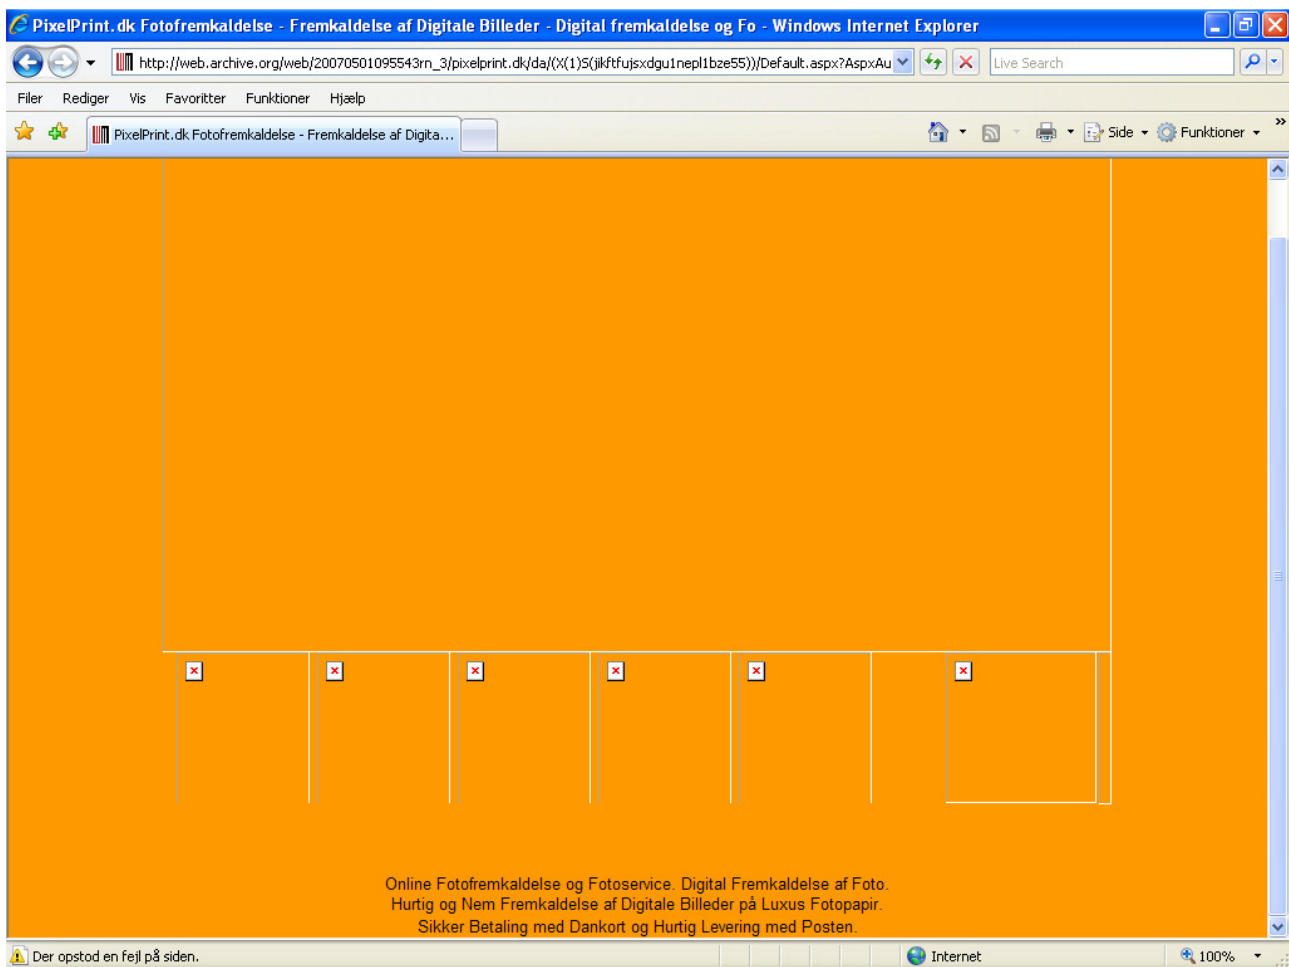 PixelPrint.dk Fotofremkaldelse - Fremkaldelse af Digitale Billeder - Digital fremkaldelse og Fo - Windows Internet Explorer
http://web.archive.org/web/20070501095543rn_3/pixelprint.dk/da/(X(1)S(jikftfujsxdgu1nepl1bze55))/Default.aspx?AspxAu
Live Search
Filer Rediger Vis Favoritter Funktioner Hjælp
PixelPrint.dk Fotofremkaldelse - Fremkaldelse af Digita...
Side Funktioner
Online Fotofremkaldelse og Fotoservice. Digital Fremkaldelse af Foto.
Hurtig og Nem Fremkaldelse af Digitale Billeder på Luxus Fotopapir.
Sikker Betaling med Dankort og Hurtig Levering med Posten.
Der opstod en fejl på siden.
Internet
100%